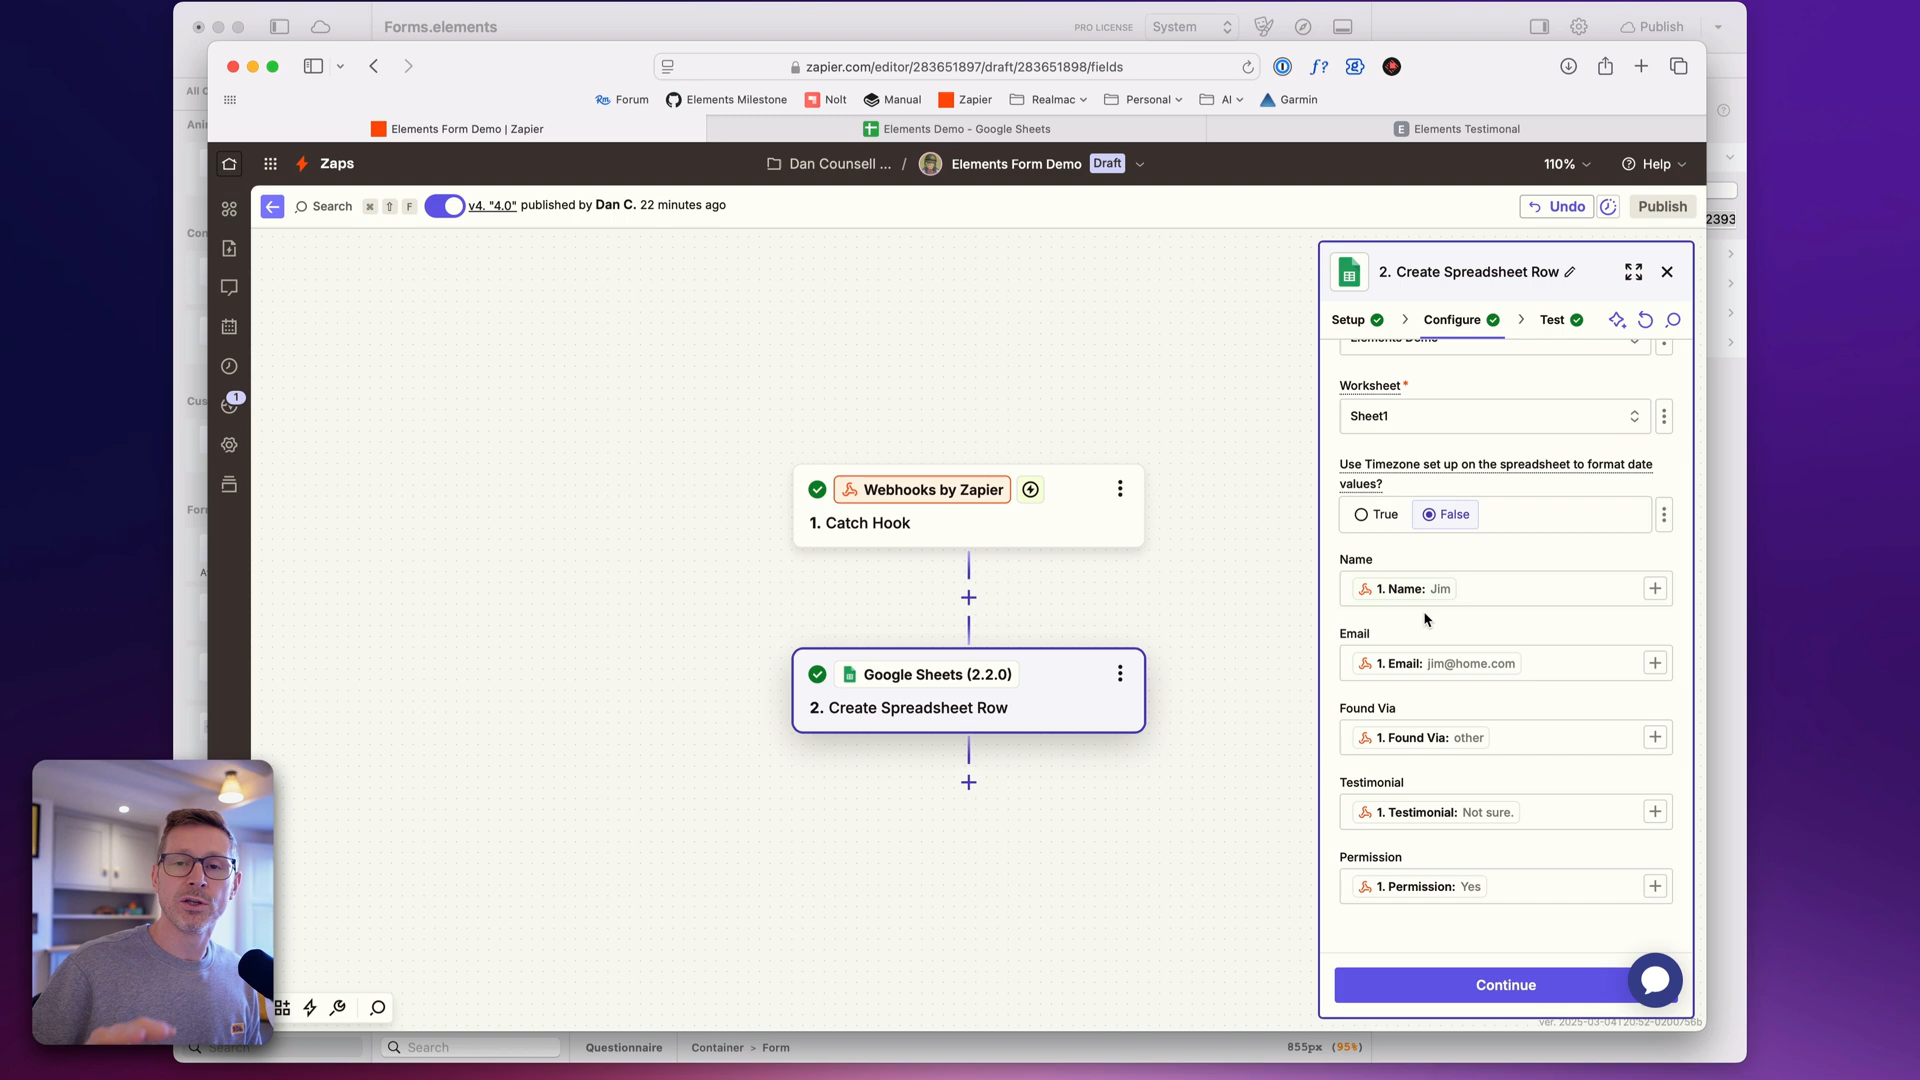 Forms.elements
PRO LICENSE
System
Publish
zapier.com/editor/283651897/draft/283651898/fields
Forum
Elements Milestone
Nolt
Manual
Zapier
Realmac
Personal
AI
Garmin
Elements Form Demo | Zapier
Elements Demo - Google Sheets
E
Elements Testimonal
Zaps
Dan Counsell ...
/
Elements Form Demo
Draft
110%
Help
Search
⌘
⇧
F
v4. "4.0" published by Dan C. 22 minutes ago
Undo
Publish
2393
1
Webhooks by Zapier
1. Catch Hook
Google Sheets (2.2.0)
2. Create Spreadsheet Row
2. Create Spreadsheet Row
Setup
Configure
Test
Elements Demo
Worksheet *
Sheet1
Use Timezone set up on the spreadsheet to format date
values?
True
False
Name
1. Name: Jim
Email
1. Email: jim@home.com
Found Via
1. Found Via: other
Testimonial
1. Testimonial: Not sure.
Permission
1. Permission: Yes
Continue
Search
Search
Questionnaire
Container > Form
855px (95%)